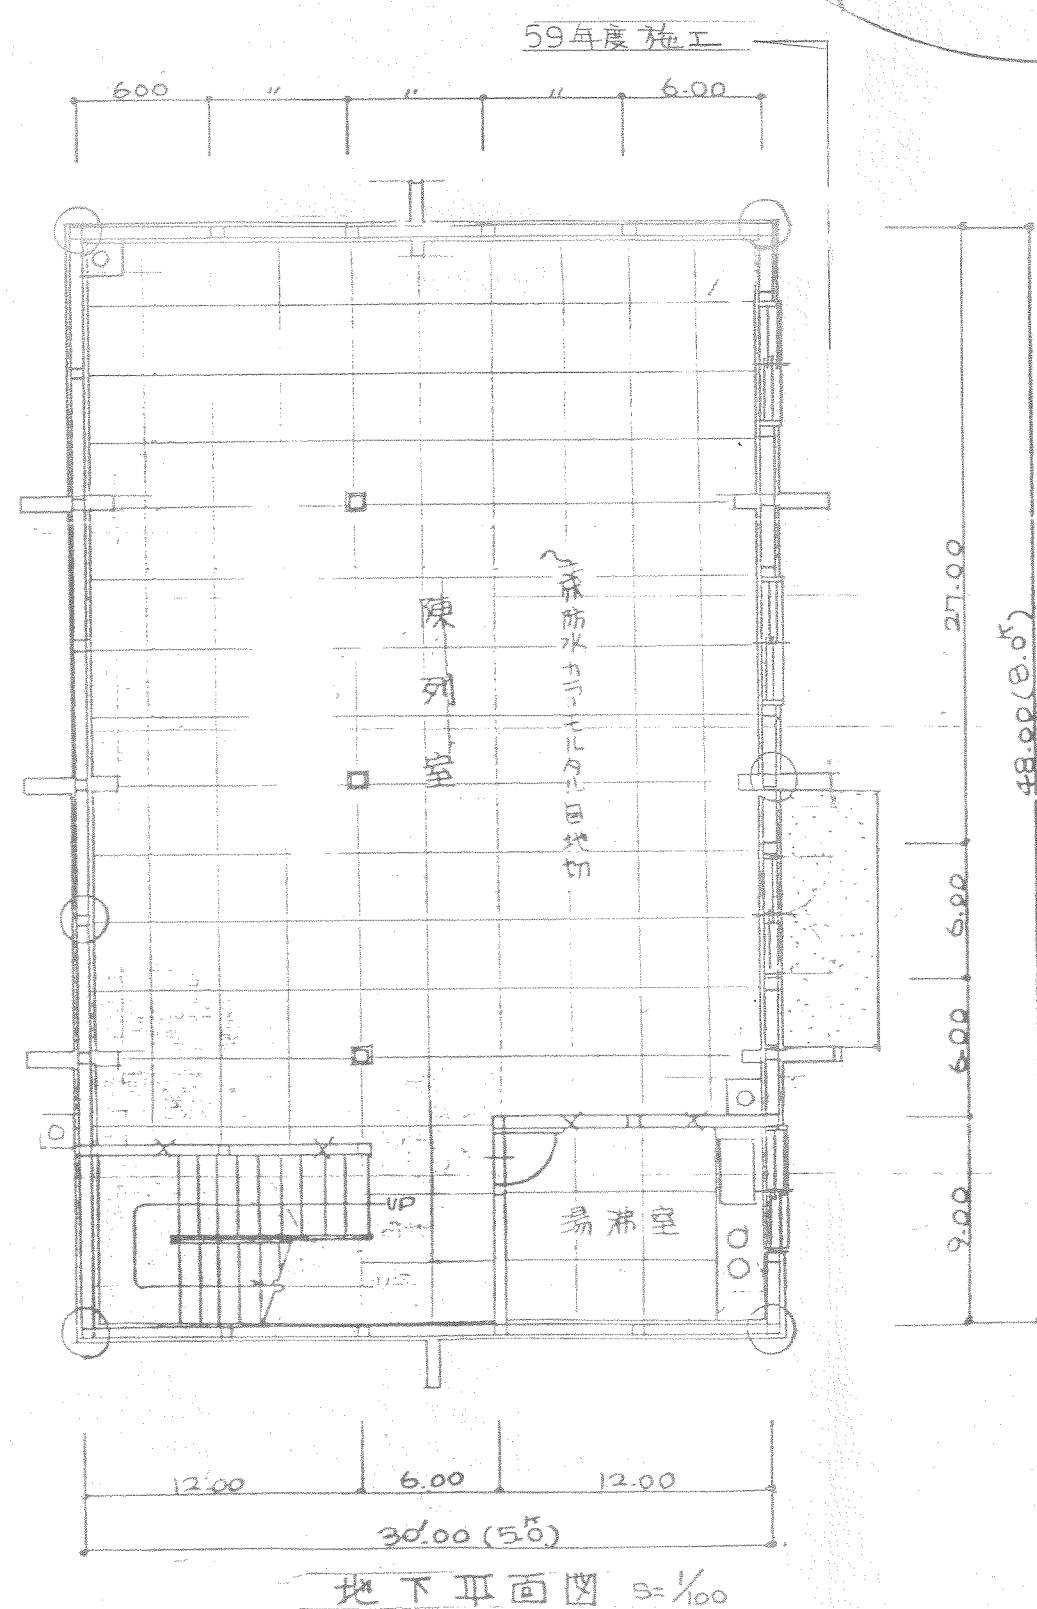 59年度施工
600 〃 〃 〃 6.00
27.00
48.00(8.0K)
6.00
6.00
9.00
陳列室
床防水カラーモルタル目地切
UP
湯沸室
12.00 6.00 12.00
30.00(5.0K)
地下平面図 S=1/100